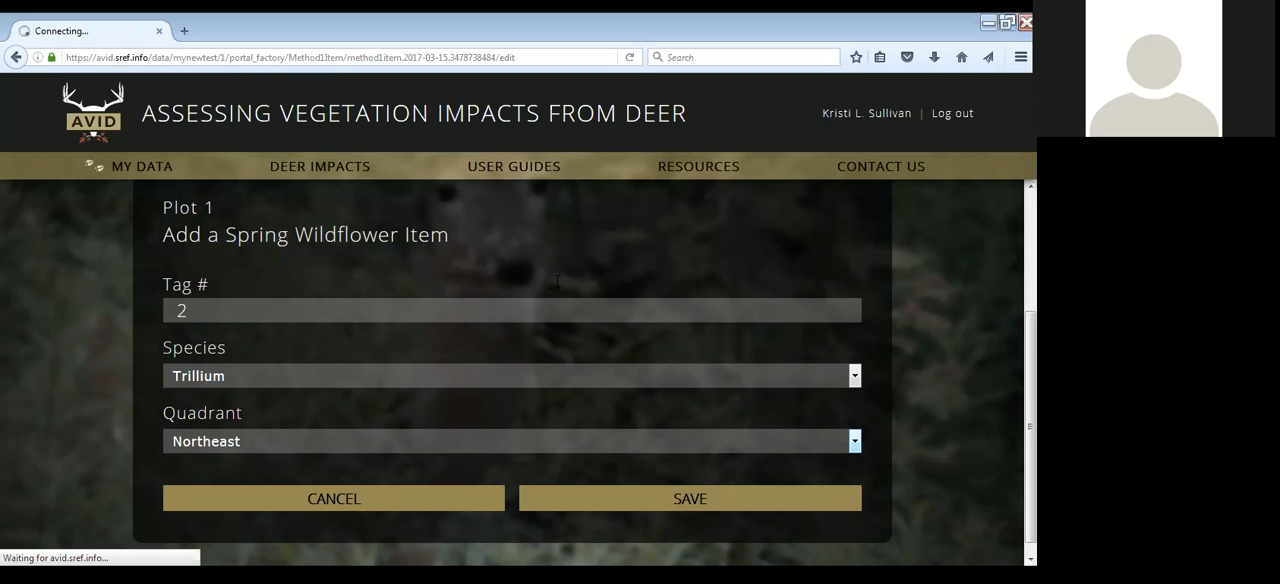 Connecting...
https://avid.sref.info/data/mynewtest/1/portal_factory/Method1Item/method1item.2017-03-15.3478738484/edit
Search
AVID
ASSESSING VEGETATION IMPACTS FROM DEER
Kristi L. Sullivan | Log out
MY DATA DEER IMPACTS USER GUIDES RESOURCES CONTACT US
Plot 1
Add a Spring Wildflower Item
Tag #
2
Species
Trillium
Quadrant
Northeast
CANCEL SAVE
Waiting for avid.sref.info...